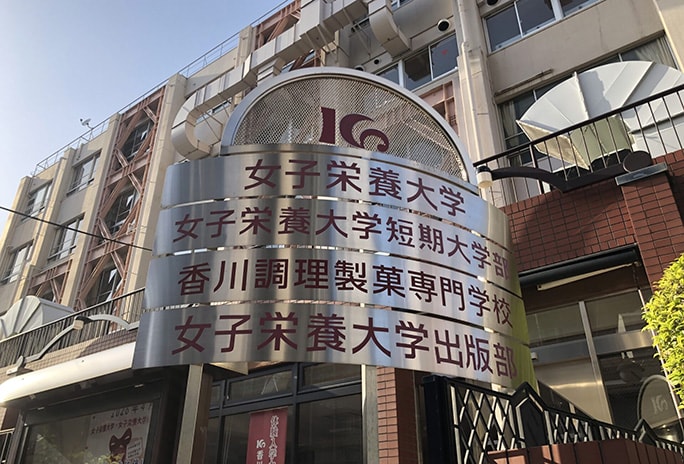 女子栄養大学
女子栄養大学短期大学部
香川調理製菓専門学校
女子栄養大学出版部